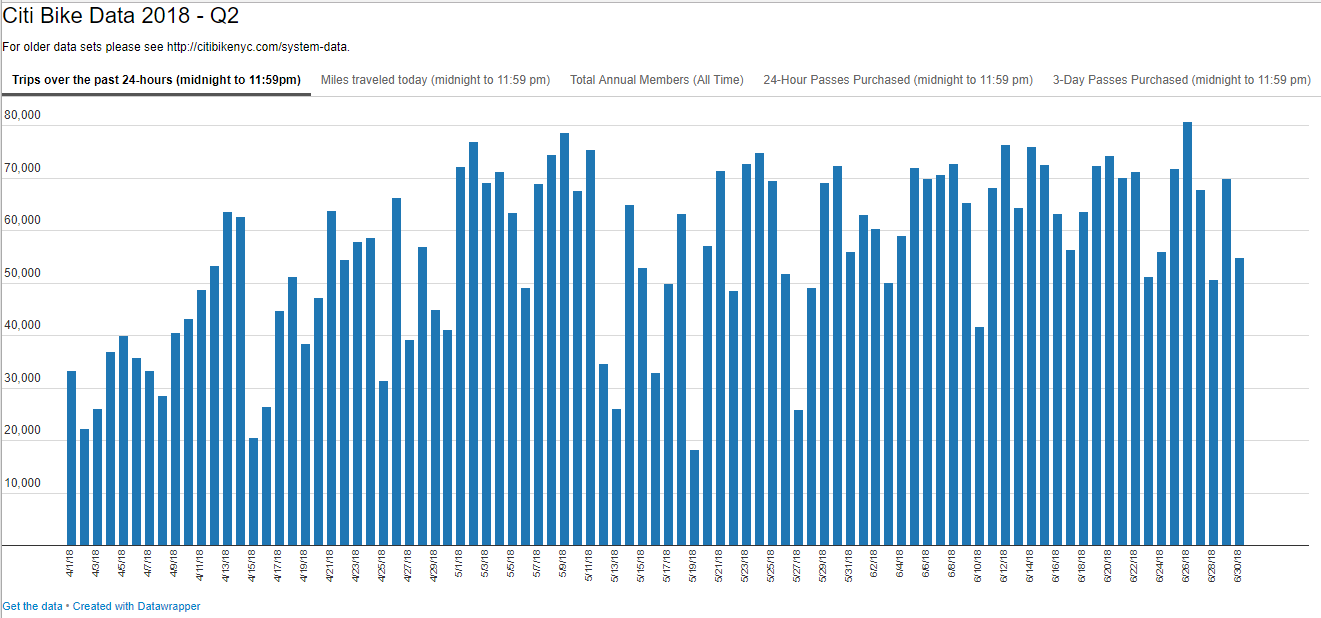 Citi Bike Data 2018 - Q2
For older data sets please see http://citibikenyc.com/system-data.
Trips over the past 24-hours (midnight to 11:59pm) Miles traveled today (midnight to 11:59 pm) Total Annual Members (All Time) 24-Hour Passes Purchased (midnight to 11:59 pm) 3-Day Passes Purchased (midnight to 11:59 pm)
80,000
70,000
60,000
50,000
40,000
30,000
20,000
10,000
4/1/18 4/3/18 4/5/18 4/7/18 4/9/18 4/11/18 4/13/18 4/15/18 4/17/18 4/19/18 4/21/18 4/23/18 4/25/18 4/27/18 4/29/18 5/1/18 5/3/18 5/5/18 5/7/18 5/9/18 5/11/18 5/13/18 5/15/18 5/17/18 5/19/18 5/21/18 5/23/18 5/25/18 5/27/18 5/29/18 5/31/18 6/2/18 6/4/18 6/6/18 6/8/18 6/10/18 6/12/18 6/14/18 6/16/18 6/18/18 6/20/18 6/22/18 6/24/18 6/26/18 6/28/18 6/30/18
Get the data • Created with Datawrapper